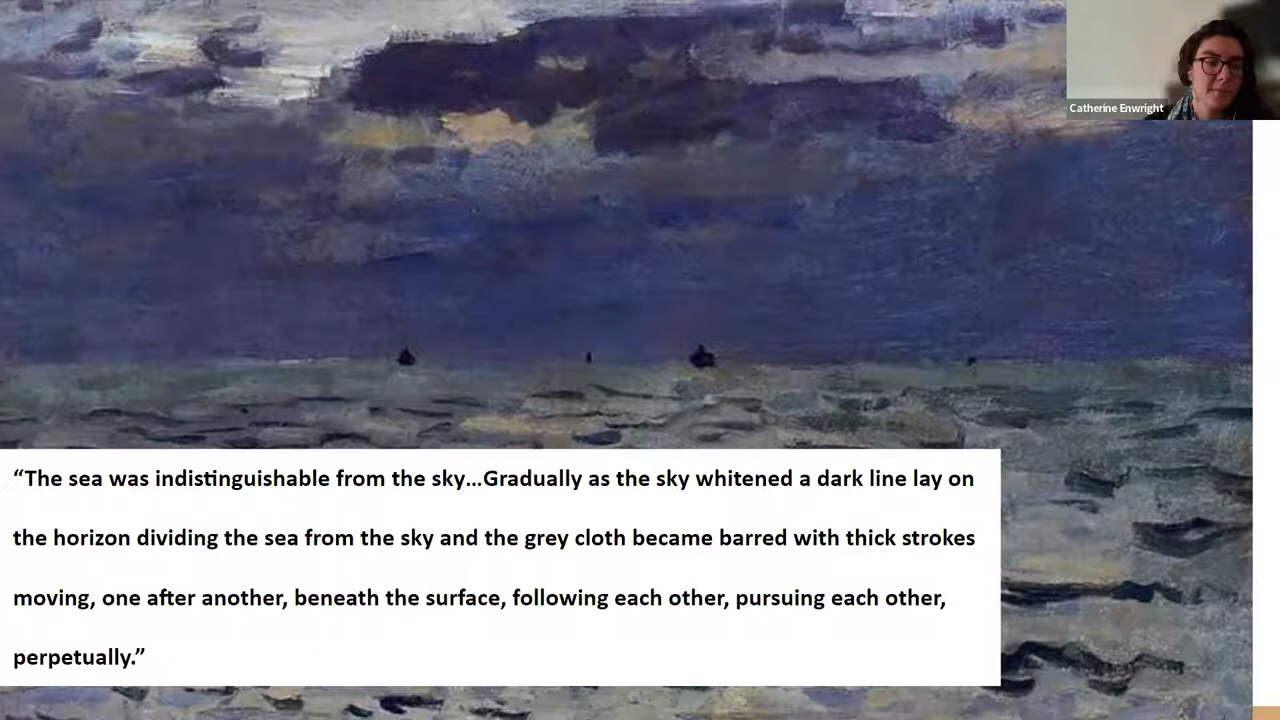 Catherine Enwright
“The sea was indistinguishable from the sky...Gradually as the sky whitened a dark line lay on
the horizon dividing the sea from the sky and the grey cloth became barred with thick strokes
moving, one after another, beneath the surface, following each other, pursuing each other,
perpetually.”